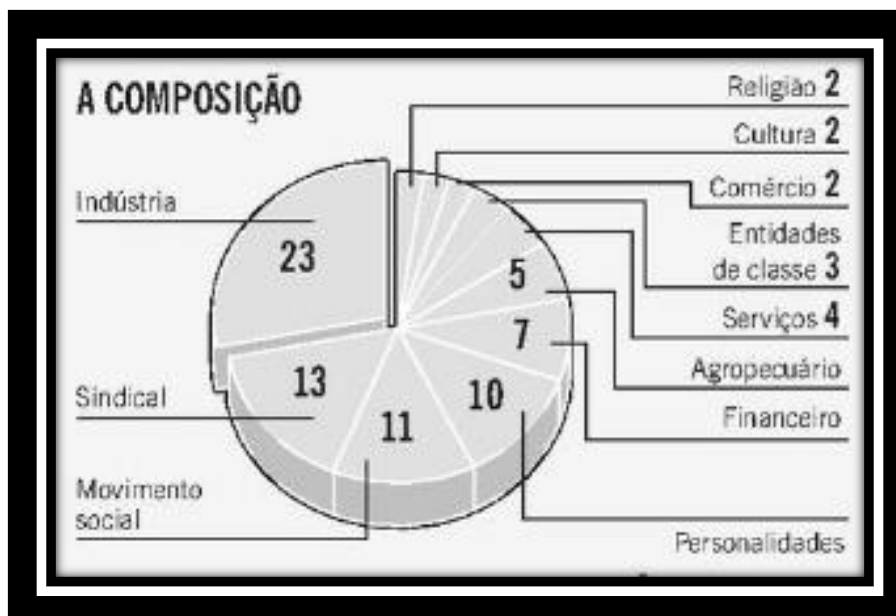 A COMPOSIÇÃO
Religião 2
Cultura 2
Comércio 2
Entidades
de classe 3
Serviços 4
Agropecuário
Financeiro
Personalidades
Indústria
Sindical
Movimento
social
23
5
7
10
11
13